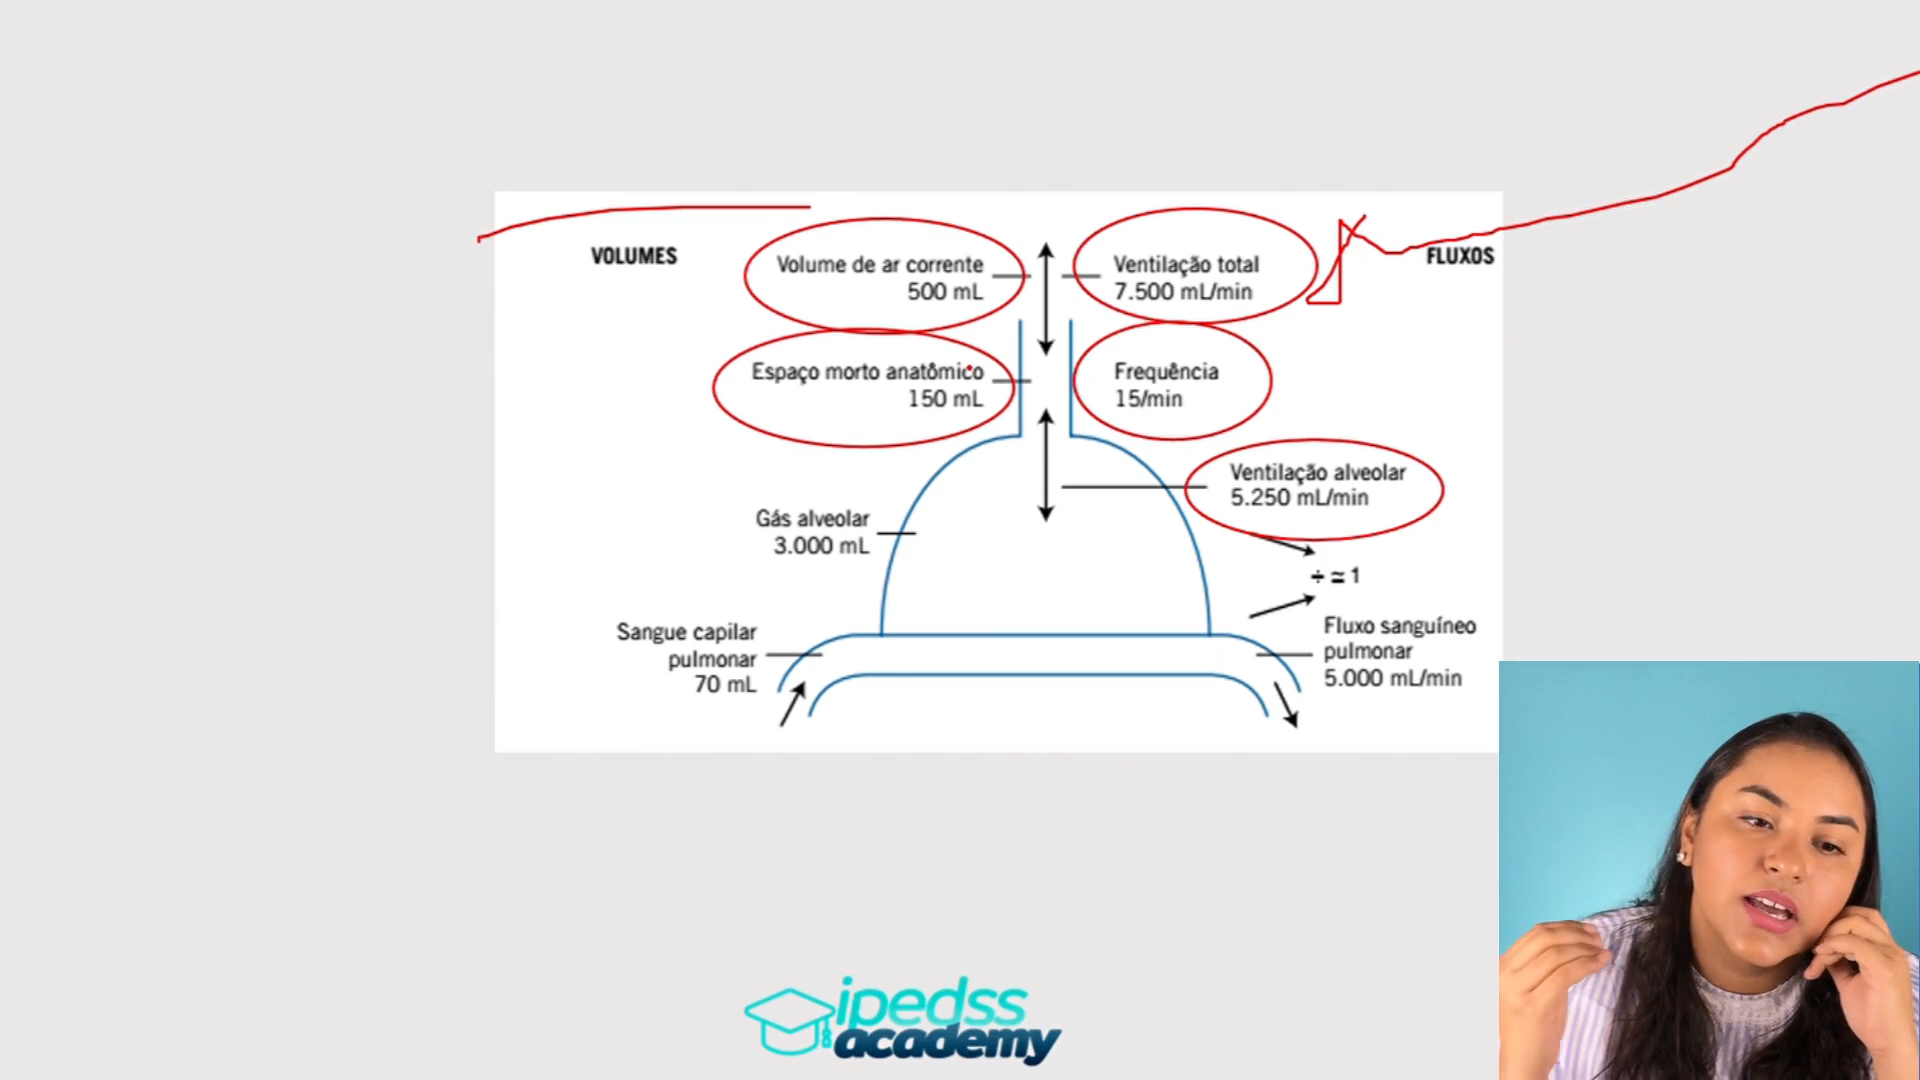 VOLUMES
FLUXOS
Volume de ar corrente
500 mL
Ventilação total
7.500 mL/min
Espaço morto anatômico
150 mL
Frequência
15/min
Ventilação alveolar
5.250 mL/min
Gás alveolar
3.000 mL
÷ ≃ 1
Sangue capilar
pulmonar
70 mL
Fluxo sanguíneo
pulmonar
5.000 mL/min
ipedss
academy